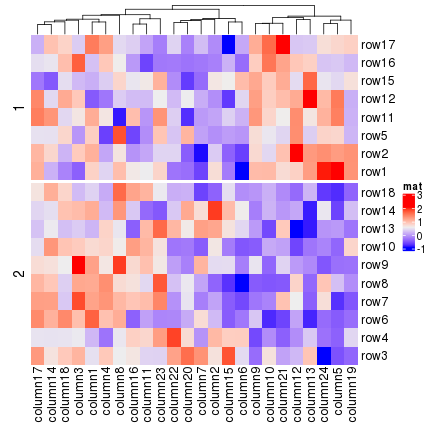 row17
row16
row15
row12
row11
row5
row2
row1
1
row18
row14
row13
row10
row9
row8
row7
row6
row4
row3
2
mat
3
2
1
0
-1
column17
column14
column18
column3
column1
column4
column8
column16
column11
column23
column22
column20
column7
column2
column15
column6
column9
column10
column21
column12
column13
column24
column5
column19